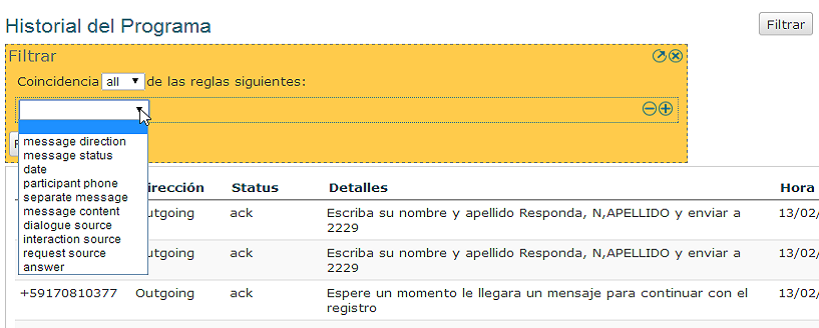 Historial del Programa
Filtrar
Filtrar
Coincidencia all de las reglas siguientes:
message direction
message status
date
participant phone
separate message
message content
dialogue source
interaction source
request source
answer
Status Detalles Hora
Outgoing ack Escriba su nombre y apellido Responda, N,APELLIDO y enviar a 13/02/
2229
Outgoing ack Escriba su nombre y apellido Responda, N,APELLIDO y enviar a 13/02/
2229
+59170810377 Outgoing ack Espere un momento le llegara un mensaje para continuar con el 13/02/
registro